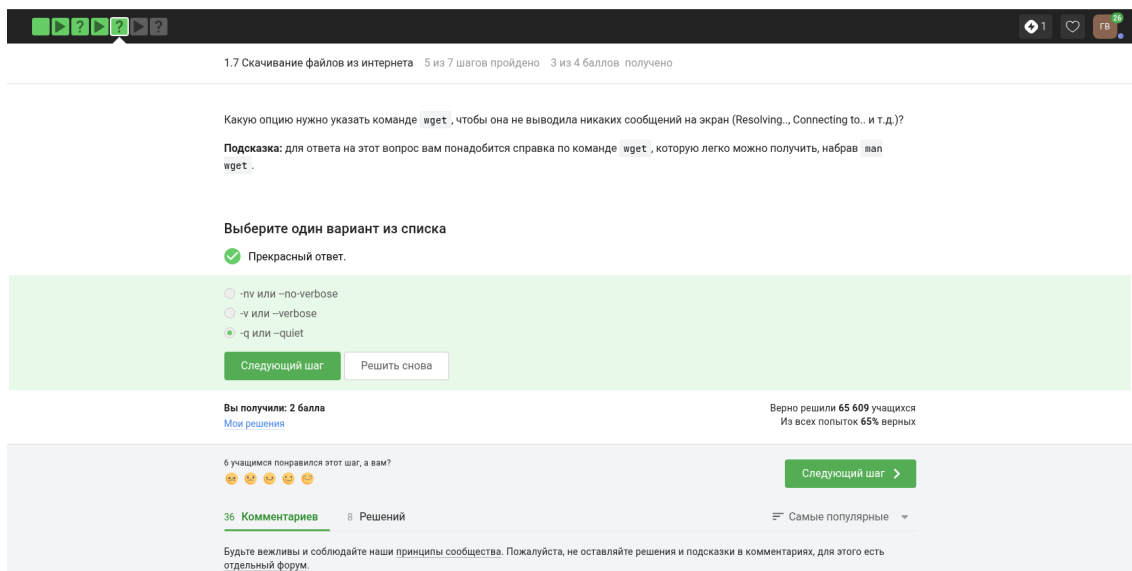 ? ? ?
1 ГВ 26
1.7 Скачивание файлов из интернета 5 из 7 шагов пройдено 3 из 4 баллов получено
Какую опцию нужно указать команде wget, чтобы она не выводила никаких сообщений на экран (Resolving.., Connecting to.. и т.д.)?
Подсказка: для ответа на этот вопрос вам понадобится справка по команде wget, которую легко можно получить, набрав man
wget.
Выберите один вариант из списка
Прекрасный ответ.
-nv или --no-verbose
-v или --verbose
-q или --quiet
Следующий шаг Решить снова
Вы получили: 2 балла Верно решили 65 609 учащихся
Мои решения Из всех попыток 65% верных
6 учащимся понравился этот шаг, а вам?
Следующий шаг
36 Комментариев 8 Решений Самые популярные
Будьте вежливы и соблюдайте наши принципы сообщества. Пожалуйста, не оставляйте решения и подсказки в комментариях, для этого есть
отдельный форум.